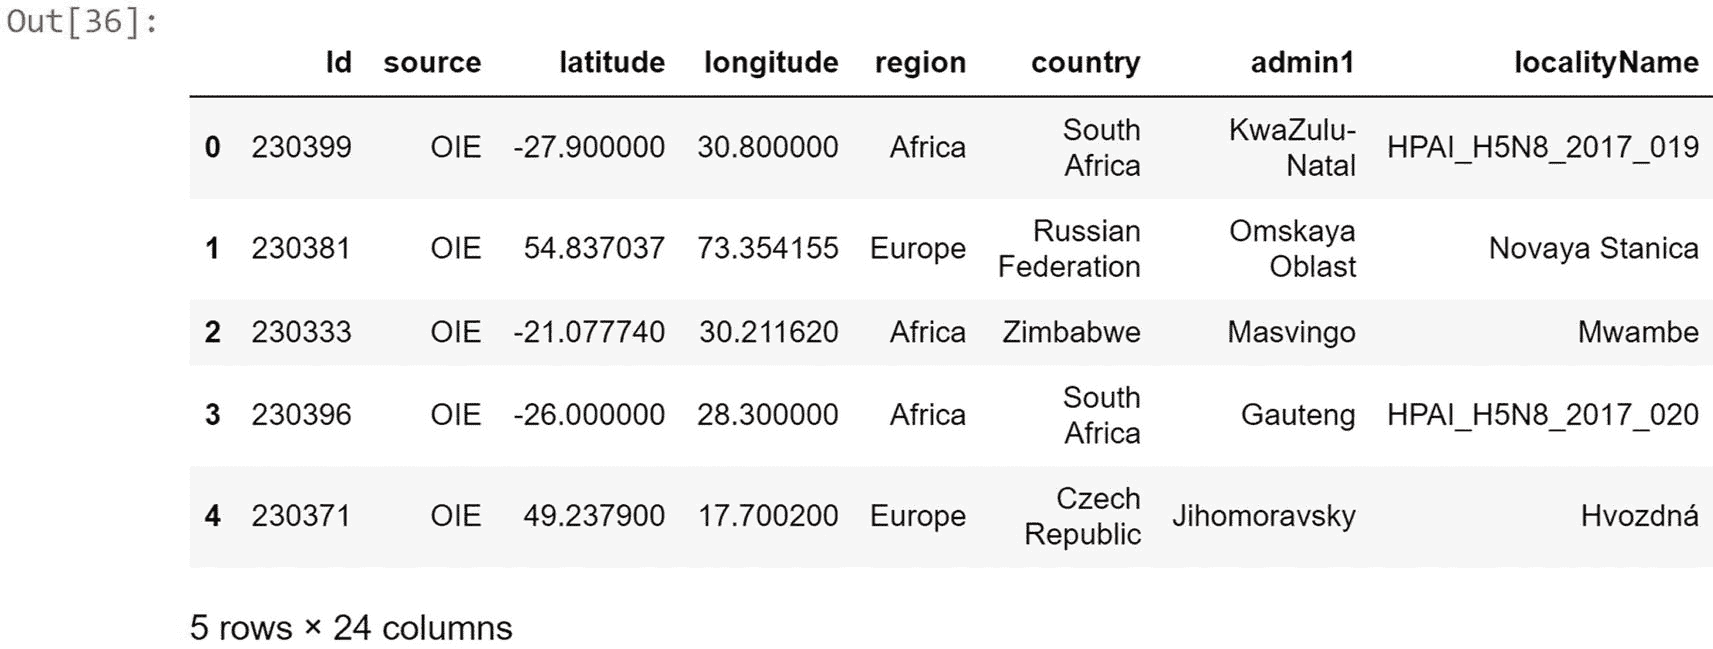 Out[36]:
Id source latitude longitude region country admin1 localityName
0 230399 OIE -27.900000 30.800000 Africa South Africa KwaZulu-Natal HPAI_H5N8_2017_019
1 230381 OIE 54.837037 73.354155 Europe Russian Federation Omskaya Oblast Novaya Stanica
2 230333 OIE -21.077740 30.211620 Africa Zimbabwe Masvingo Mwambe
3 230396 OIE -26.000000 28.300000 Africa South Africa Gauteng HPAI_H5N8_2017_020
4 230371 OIE 49.237900 17.700200 Europe Czech Republic Jihomoravsky Hvozdná
5 rows × 24 columns